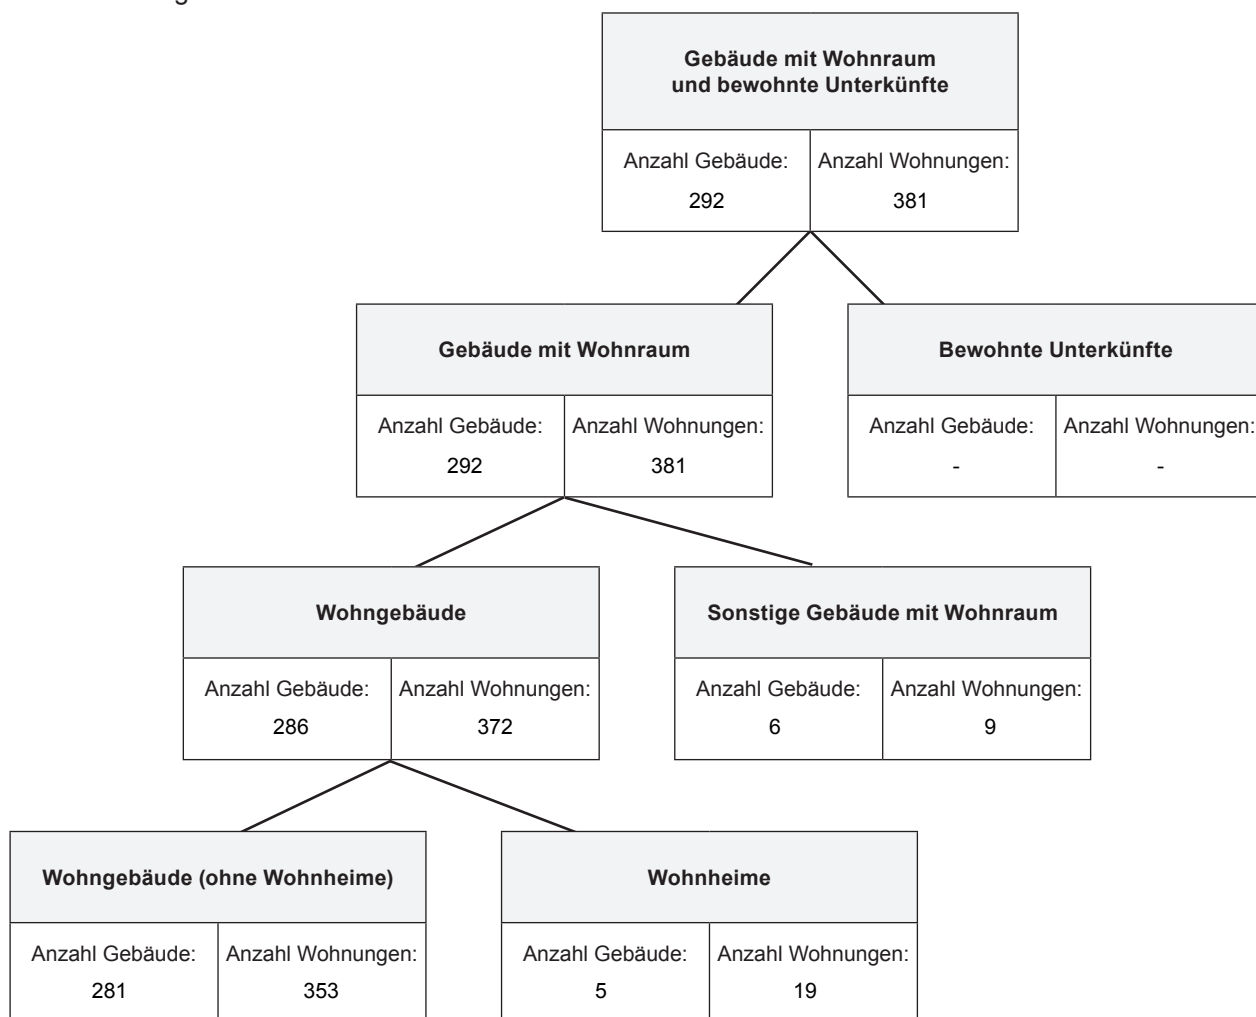 Gebäude mit Wohnraum
und bewohnte Unterkünfte
Anzahl Gebäude: Anzahl Wohnungen:
292 381
Gebäude mit Wohnraum
Anzahl Gebäude: Anzahl Wohnungen:
292 381
Bewohnte Unterkünfte
Anzahl Gebäude: Anzahl Wohnungen:
- -
Wohngebäude
Anzahl Gebäude: Anzahl Wohnungen:
286 372
Sonstige Gebäude mit Wohnraum
Anzahl Gebäude: Anzahl Wohnungen:
6 9
Wohngebäude (ohne Wohnheime)
Anzahl Gebäude: Anzahl Wohnungen:
281 353
Wohnheime
Anzahl Gebäude: Anzahl Wohnungen:
5 19